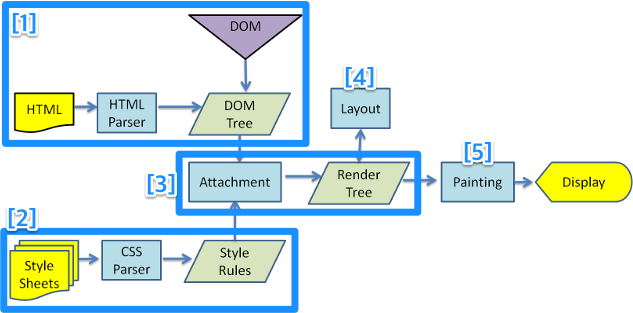 [1]
DOM
HTML
HTML
Parser
DOM
Tree
[4]
Layout
[3]
Attachment
Render
Tree
[5]
Painting
Display
[2]
Style
Sheets
CSS
Parser
Style
Rules